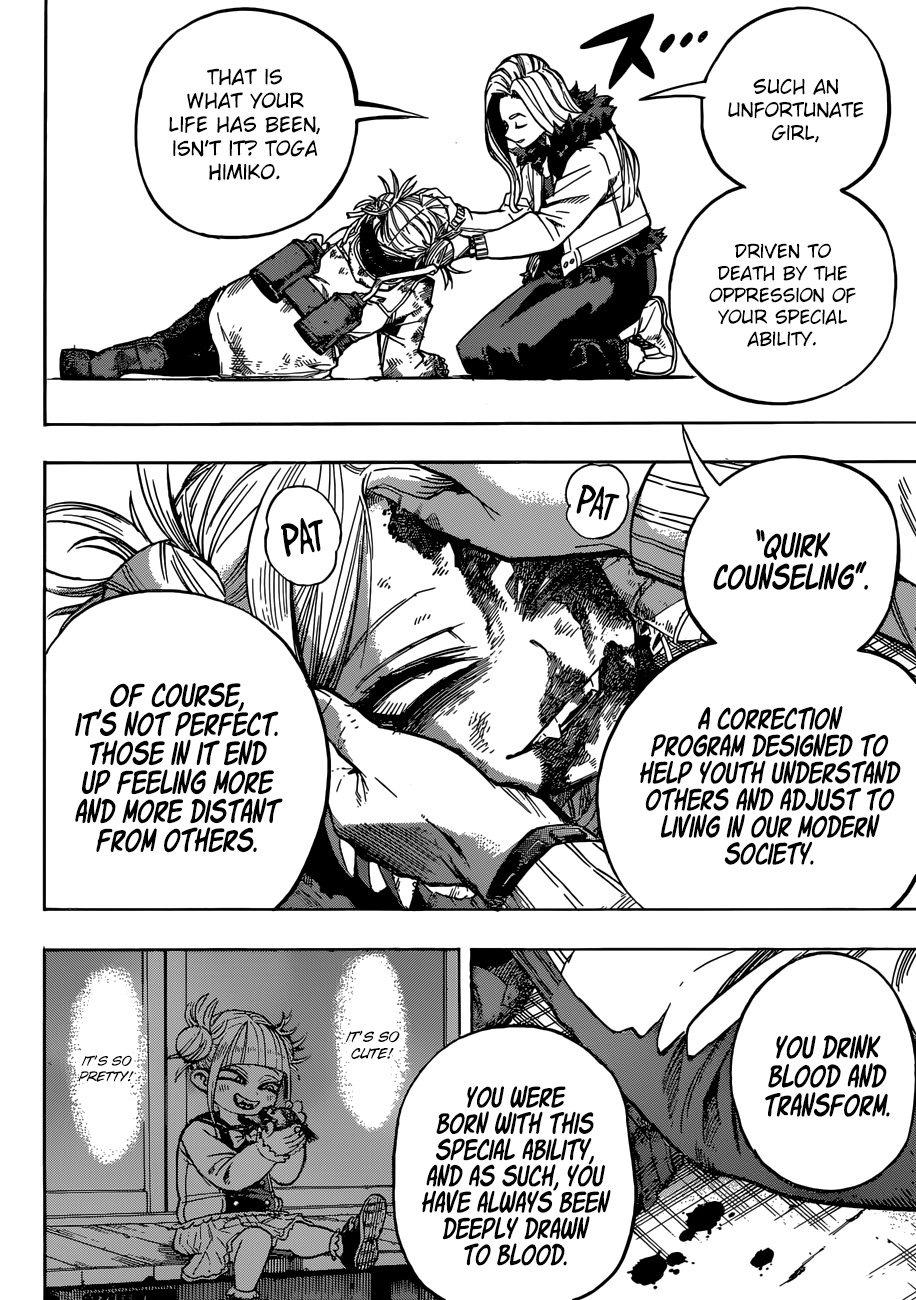 ス...
SUCH AN
UNFORTUNATE
GIRL,
DRIVEN TO
DEATH BY THE
OPPRESSION OF
YOUR SPECIAL
ABILITY.
THAT IS
WHAT YOUR
LIFE HAS BEEN,
ISN'T IT? TOGA
HIMIKO.
"QUIRK
COUNSELING".
A CORRECTION
PROGRAM DESIGNED TO
HELP YOUTH UNDERSTAND
OTHERS AND ADJUST TO
LIVING IN OUR MODERN
SOCIETY.
PAT
PAT
OF COURSE,
IT'S NOT PERFECT.
THOSE IN IT END
UP FEELING MORE
AND MORE DISTANT
FROM OTHERS.
YOU DRINK
BLOOD AND
TRANSFORM.
YOU WERE
BORN WITH THIS
SPECIAL ABILITY,
AND AS SUCH, YOU
HAVE ALWAYS BEEN
DEEPLY DRAWN
TO BLOOD.
IT'S SO
CUTE!
IT'S SO
PRETTY!